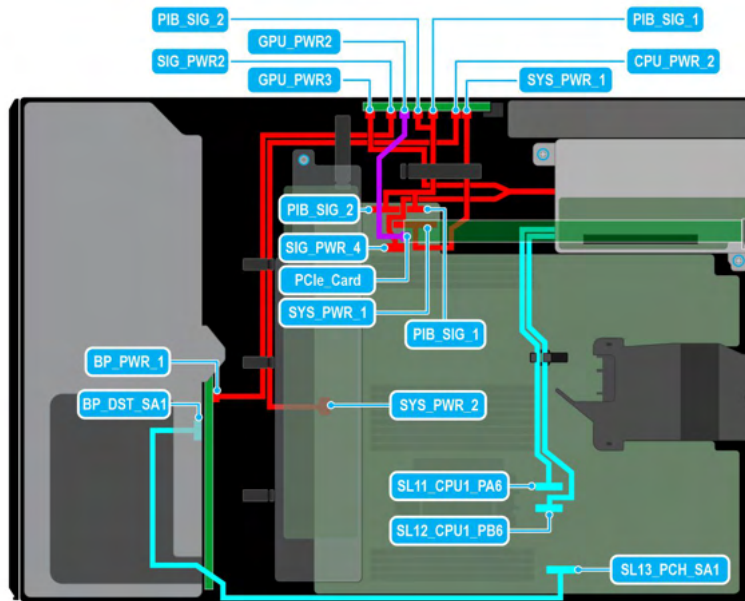 PIB_SIG_2
PIB_SIG_1
GPU_PWR2
SIG_PWR2
CPU_PWR_2
GPU_PWR3
SYS_PWR_1
PIB_SIG_2
SIG_PWR_4
PCIe_Card
SYS_PWR_1
PIB_SIG_1
BP_PWR_1
BP_DST_SA1
SYS_PWR_2
SL11_CPU1_PA6
SL12_CPU1_PB6
SL13_PCH_SA1